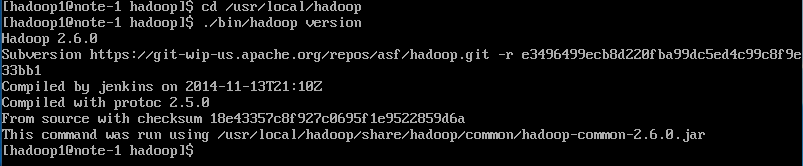 [hadoop1@note-1 hadoop]$ cd /usr/local/hadoop
[hadoop1@note-1 hadoop]$ ./bin/hadoop version
Hadoop 2.6.0
Subversion https://git-wip-us.apache.org/repos/asf/hadoop.git -r e3496499ecb8d220fba99dc5ed4c99c8f9e
33bb1
Compiled by jenkins on 2014-11-13T21:10Z
Compiled with protoc 2.5.0
From source with checksum 18e43357c8f927c0695f1e9522859d6a
This command was run using /usr/local/hadoop/share/hadoop/common/hadoop-common-2.6.0.jar
[hadoop1@note-1 hadoop]$